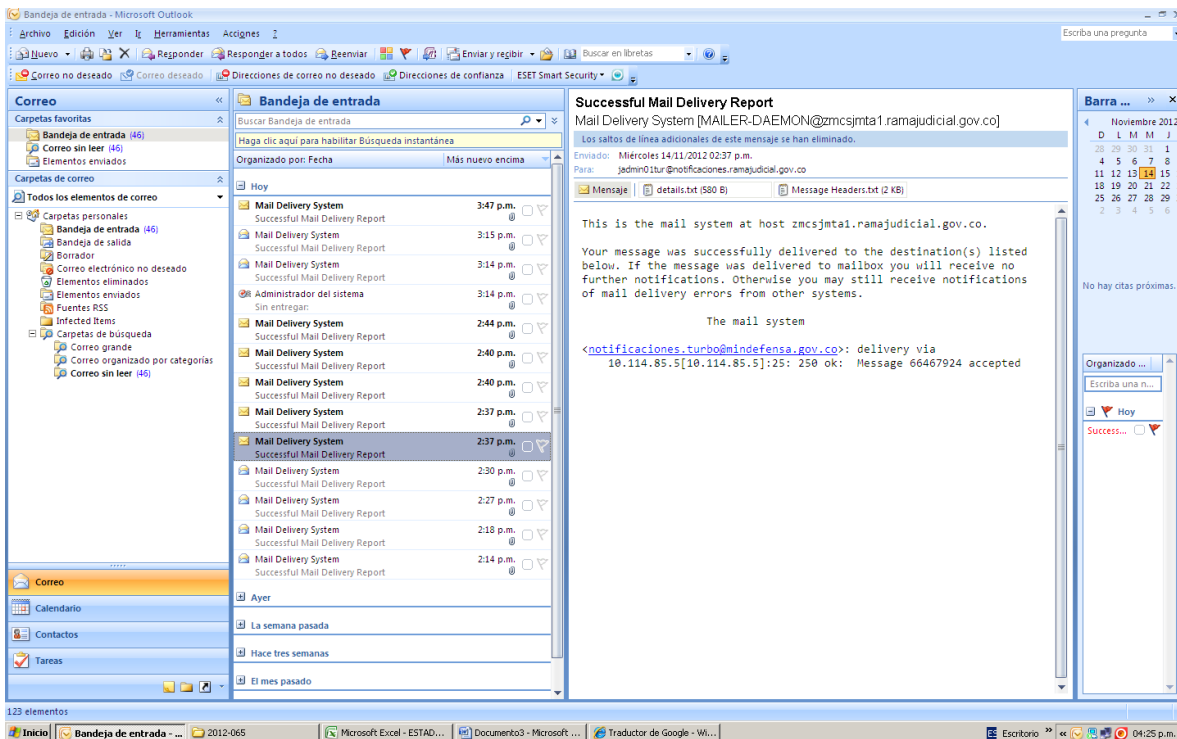 Bandeja de entrada - Microsoft Outlook
Archivo Edición Ver Ir Herramientas Acciones ?
Escriba una pregunta
Nuevo Responder Responder a todos Reenviar Enviar y recibir Buscar en libretas
Correo no deseado Correo deseado Direcciones de correo no deseado Direcciones de confianza ESET Smart Security
Correo
Carpetas favoritas
Bandeja de entrada (46)
Correo sin leer (46)
Elementos enviados
Carpetas de correo
Todos los elementos de correo
Carpetas personales
Bandeja de entrada (46)
Bandeja de salida
Borrador
Correo electrónico no deseado
Elementos eliminados
Elementos enviados
Fuentes RSS
Infected Items
Carpetas de búsqueda
Correo grande
Correo organizado por categorías
Correo sin leer (46)
Correo
Calendario
Contactos
Tareas
Bandeja de entrada
Buscar Bandeja de entrada
Haga clic aquí para habilitar Búsqueda instantánea
Organizado por: Fecha Más nuevo encima
Hoy
Mail Delivery System 3:47 p.m.
Successful Mail Delivery Report
Mail Delivery System 3:15 p.m.
Successful Mail Delivery Report
Mail Delivery System 3:14 p.m.
Successful Mail Delivery Report
Administrador del sistema 3:14 p.m.
Sin entregar:
Mail Delivery System 2:44 p.m.
Successful Mail Delivery Report
Mail Delivery System 2:40 p.m.
Successful Mail Delivery Report
Mail Delivery System 2:40 p.m.
Successful Mail Delivery Report
Mail Delivery System 2:37 p.m.
Successful Mail Delivery Report
Mail Delivery System 2:37 p.m.
Successful Mail Delivery Report
Mail Delivery System 2:30 p.m.
Successful Mail Delivery Report
Mail Delivery System 2:27 p.m.
Successful Mail Delivery Report
Mail Delivery System 2:18 p.m.
Successful Mail Delivery Report
Mail Delivery System 2:14 p.m.
Successful Mail Delivery Report
Ayer
La semana pasada
Hace tres semanas
El mes pasado
Successful Mail Delivery Report
Mail Delivery System [MAILER-DAEMON@zmcsjmta1.ramajudicial.gov.co]
Los saltos de línea adicionales de este mensaje se han eliminado.
Enviado: Miércoles 14/11/2012 02:37 p.m.
Para: jadmin01tur@notificaciones.ramajudicial.gov.co
Mensaje details.txt (580 B) Message Headers.txt (2 KB)
This is the mail system at host zmcsjmta1.ramajudicial.gov.co.
Your message was successfully delivered to the destination(s) listed
below. If the message was delivered to mailbox you will receive no
further notifications. Otherwise you may still receive notifications
of mail delivery errors from other systems.
The mail system
<notificaciones.turbo@mindefensa.gov.co>: delivery via
10.114.85.5[10.114.85.5]:25: 250 ok: Message 66467924 accepted
Barra ... »
Noviembre 2012
D L M M J
28 29 30 31 1
4 5 6 7 8
11 12 13 14 15
18 19 20 21 22
25 26 27 28 29
2 3 4 5 6
No hay citas próximas.
Organizado ...
Escriba una n...
Hoy
Success...
123 elementos
Inicio Bandeja de entrada - ... 2012-065 Microsoft Excel - ESTAD... Documento3 - Microsoft ... Traductor de Google - Wi... Escritorio » 04:25 p.m.